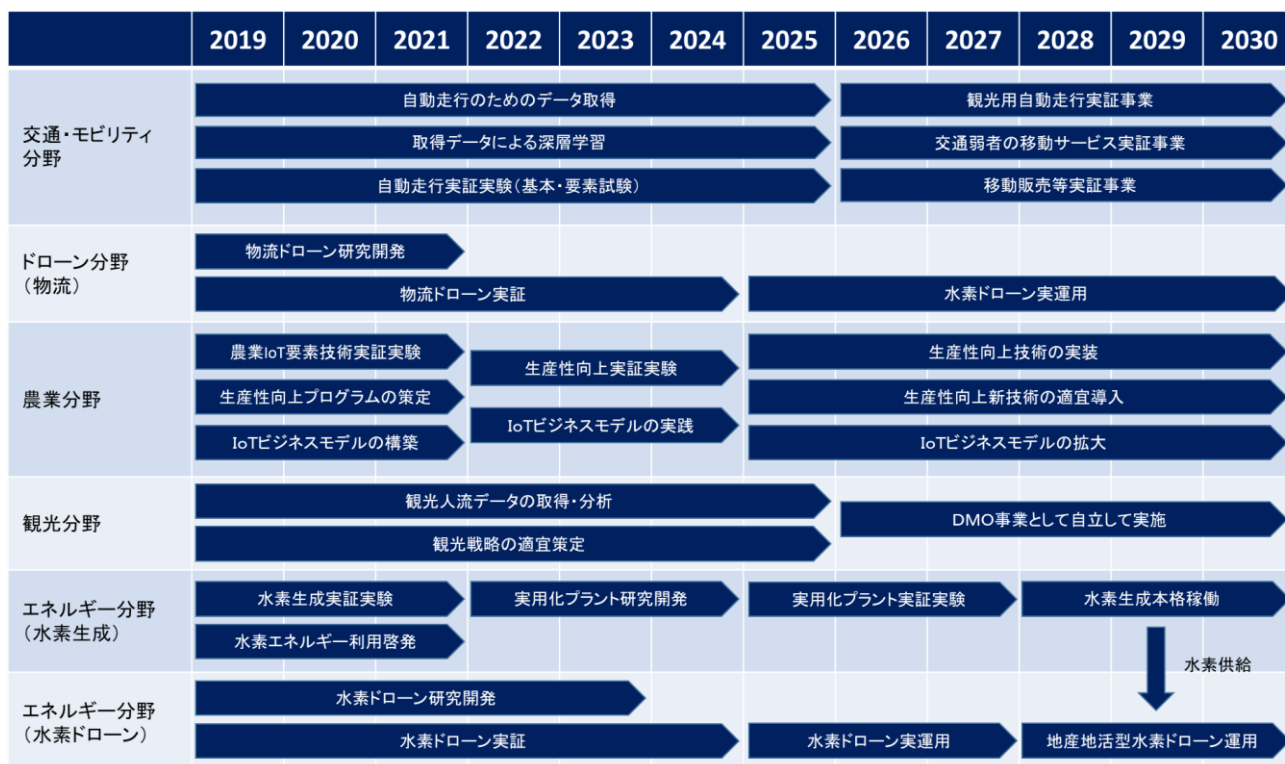 2019 2020 2021 2022 2023 2024 2025 2026 2027 2028 2029 2030
交通・モビリティ
分野
自動走行のためのデータ取得
観光用自動走行実証事業
取得データによる深層学習
交通弱者の移動サービス実証事業
自動走行実証実験(基本・要素試験)
移動販売等実証事業
ドローン分野
(物流)
物流ドローン研究開発
物流ドローン実証
水素ドローン実運用
農業分野
農業IoT要素技術実証実験
生産性向上プログラムの策定
IoTビジネスモデルの構築
生産性向上実証実験
IoTビジネスモデルの実践
生産性向上技術の実装
生産性向上新技術の適宜導入
IoTビジネスモデルの拡大
観光分野
観光人流データの取得・分析
観光戦略の適宜策定
DMO事業として自立して実施
エネルギー分野
(水素生成)
水素生成実証実験
実用化プラント研究開発
実用化プラント実証実験
水素生成本格稼働
水素エネルギー利用啓発
水素供給
エネルギー分野
(水素ドローン)
水素ドローン研究開発
水素ドローン実証
水素ドローン実運用
地産地活型水素ドローン運用